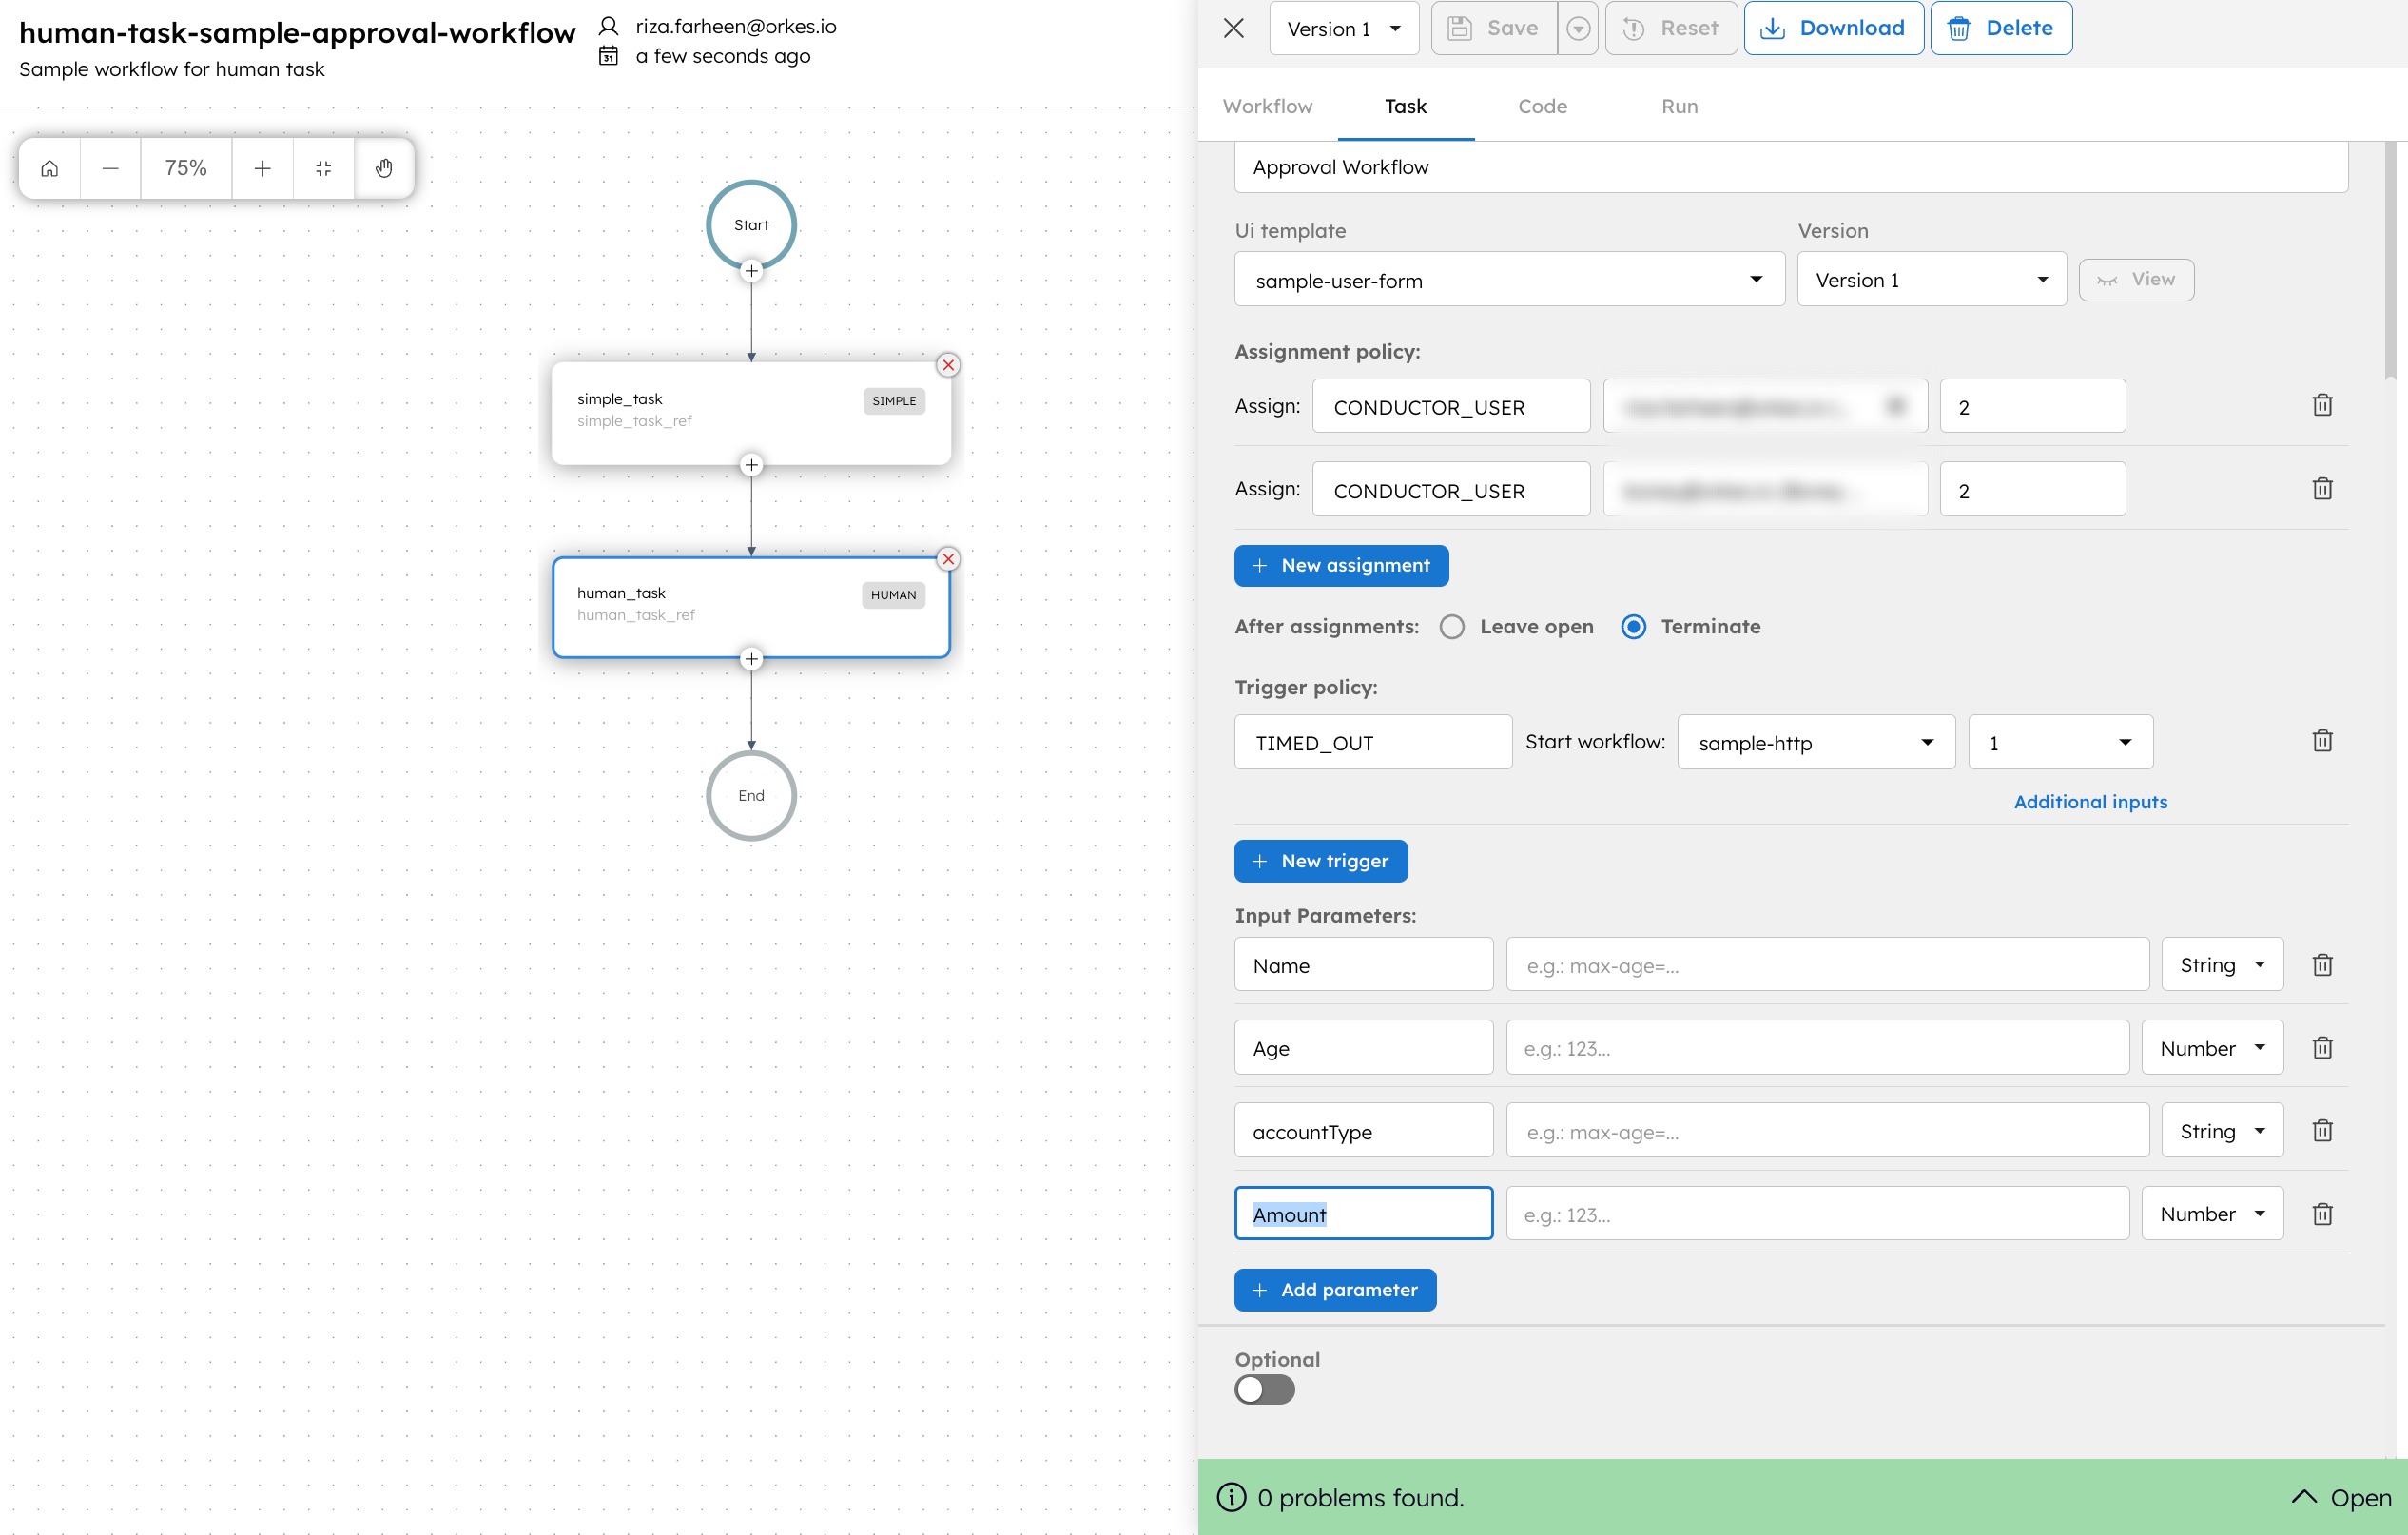 human-task-sample-approval-workflow
Sample workflow for human task
riza.farheen@orkes.io
31
a few seconds ago
75%
Start
simple_task
simple_task_ref
SIMPLE
human_task
human_task_ref
HUMAN
End
Version 1
Save
Reset
Download
Delete
Workflow
Task
Code
Run
Approval Workflow
Ui template
Version
sample-user-form
Version 1
View
Assignment policy:
Assign: CONDUCTOR_USER 2
Assign: CONDUCTOR_USER 2
+ New assignment
After assignments: Leave open Terminate
Trigger policy:
TIMED_OUT Start workflow: sample-http 1
Additional inputs
+ New trigger
Input Parameters:
Name e.g.: max-age=... String
Age e.g.: 123... Number
accountType e.g.: max-age=... String
Amount e.g.: 123... Number
+ Add parameter
Optional
0 problems found.
Open